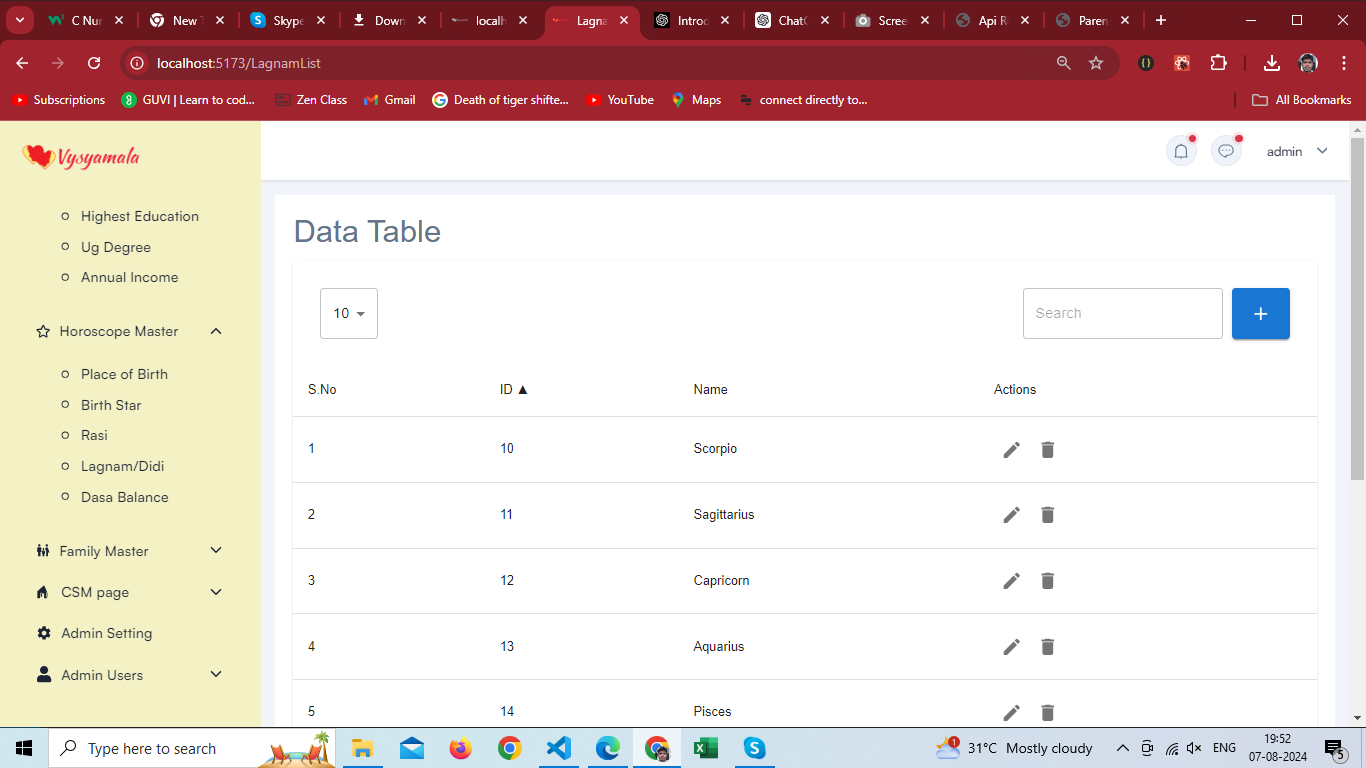 C Nur
New T
Skype
Down
localh
Lagna
Introc
ChatG
Scree
Api R
Paren
localhost:5173/LagnamList
Subscriptions
GUVI | Learn to cod...
Zen Class
Gmail
Death of tiger shifte...
YouTube
Maps
connect directly to...
All Bookmarks
Vysyamala
admin
Highest Education
Ug Degree
Annual Income
Horoscope Master
Place of Birth
Birth Star
Rasi
Lagnam/Didi
Dasa Balance
Family Master
CSM page
Admin Setting
Admin Users
Data Table
10
Search
+
S.No ID ▲ Name Actions
1 10 Scorpio
2 11 Sagittarius
3 12 Capricorn
4 13 Aquarius
5 14 Pisces
Type here to search
1
31°C Mostly cloudy
ENG
19:52
07-08-2024
5